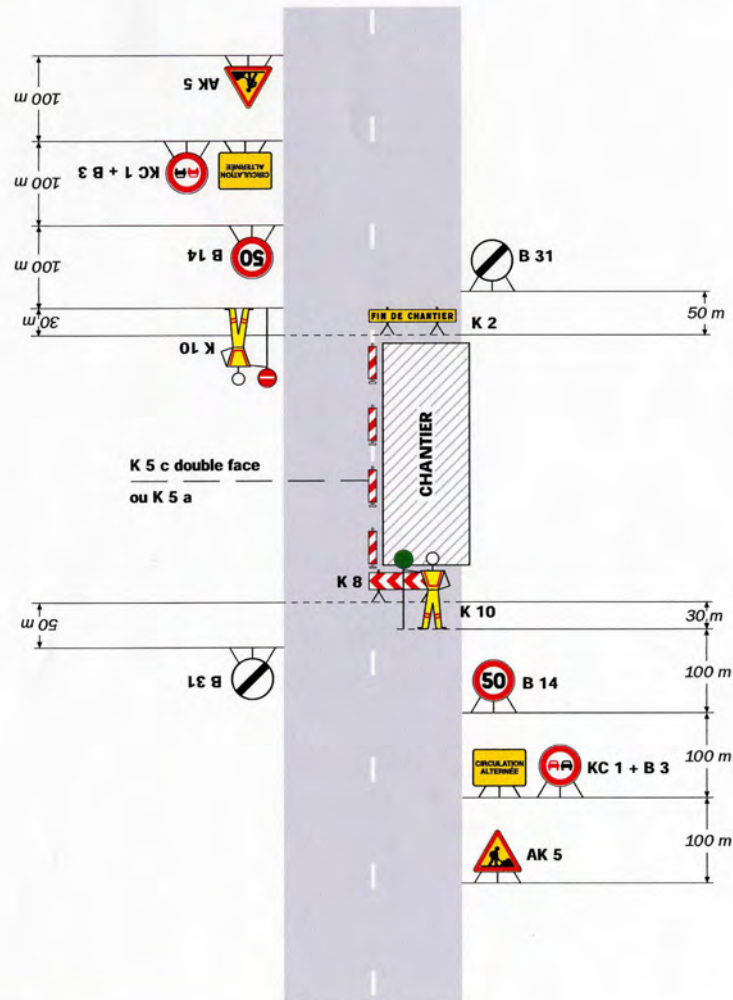 AK 5
100 m
KC 1 + B 3
CIRCULATION
ALTERNÉE
100 m
B 14
50
100 m
B 31
30 m
K 10
FIN DE CHANTIER
K 2
50 m
CHANTIER
K 5 c double face
ou K 5 a
K 8
K 10
30 m
50 m
B 31
50
B 14
100 m
CIRCULATION
ALTERNÉE
KC 1 + B 3
100 m
AK 5
100 m